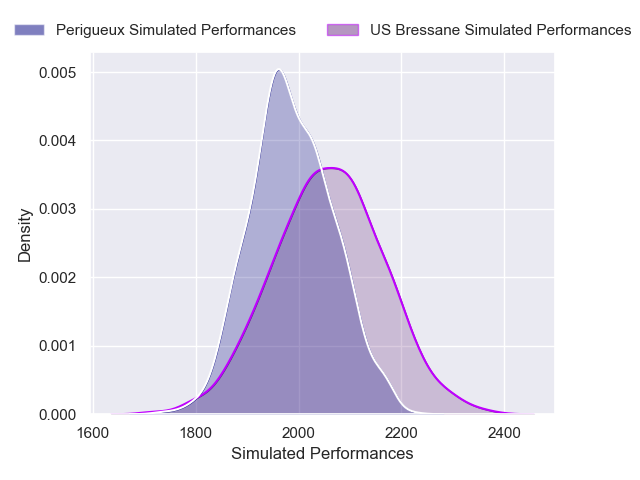 Perigueux Simulated Performances
US Bressane Simulated Performances
0.005
0.004
0.003
0.002
0.001
0.000
Density
1600
1800
2000
2200
2400
Simulated Performances